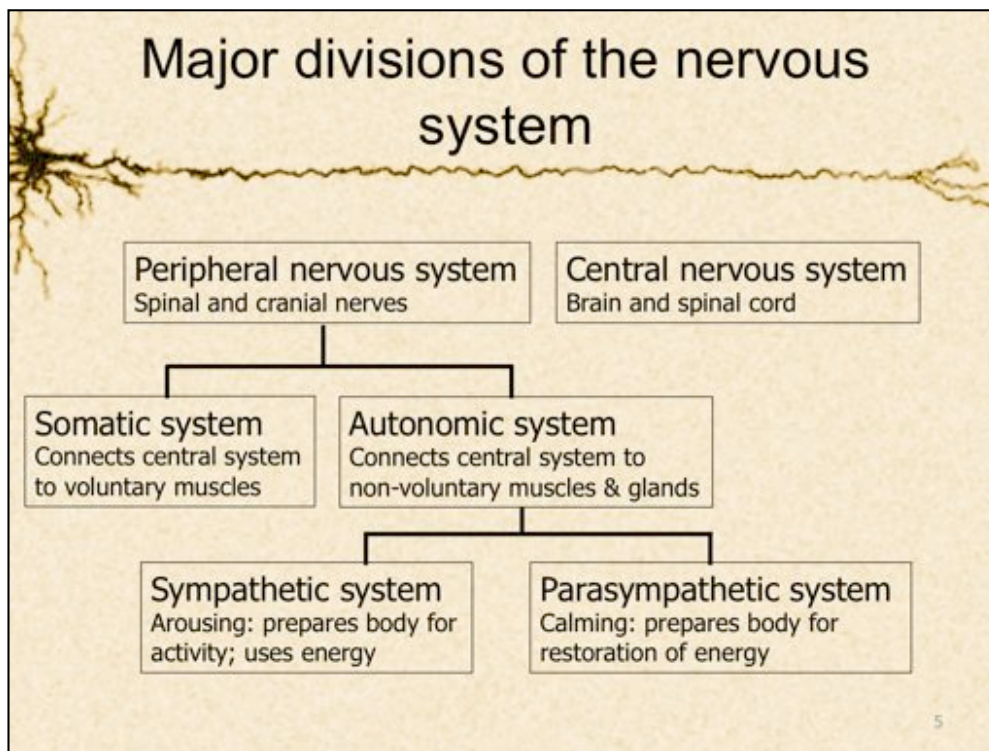 Major divisions of the nervous
system
Peripheral nervous system
Spinal and cranial nerves
Central nervous system
Brain and spinal cord
Somatic system
Connects central system
to voluntary muscles
Autonomic system
Connects central system to
non-voluntary muscles & glands
Sympathetic system
Arousing: prepares body for
activity; uses energy
Parasympathetic system
Calming: prepares body for
restoration of energy
5